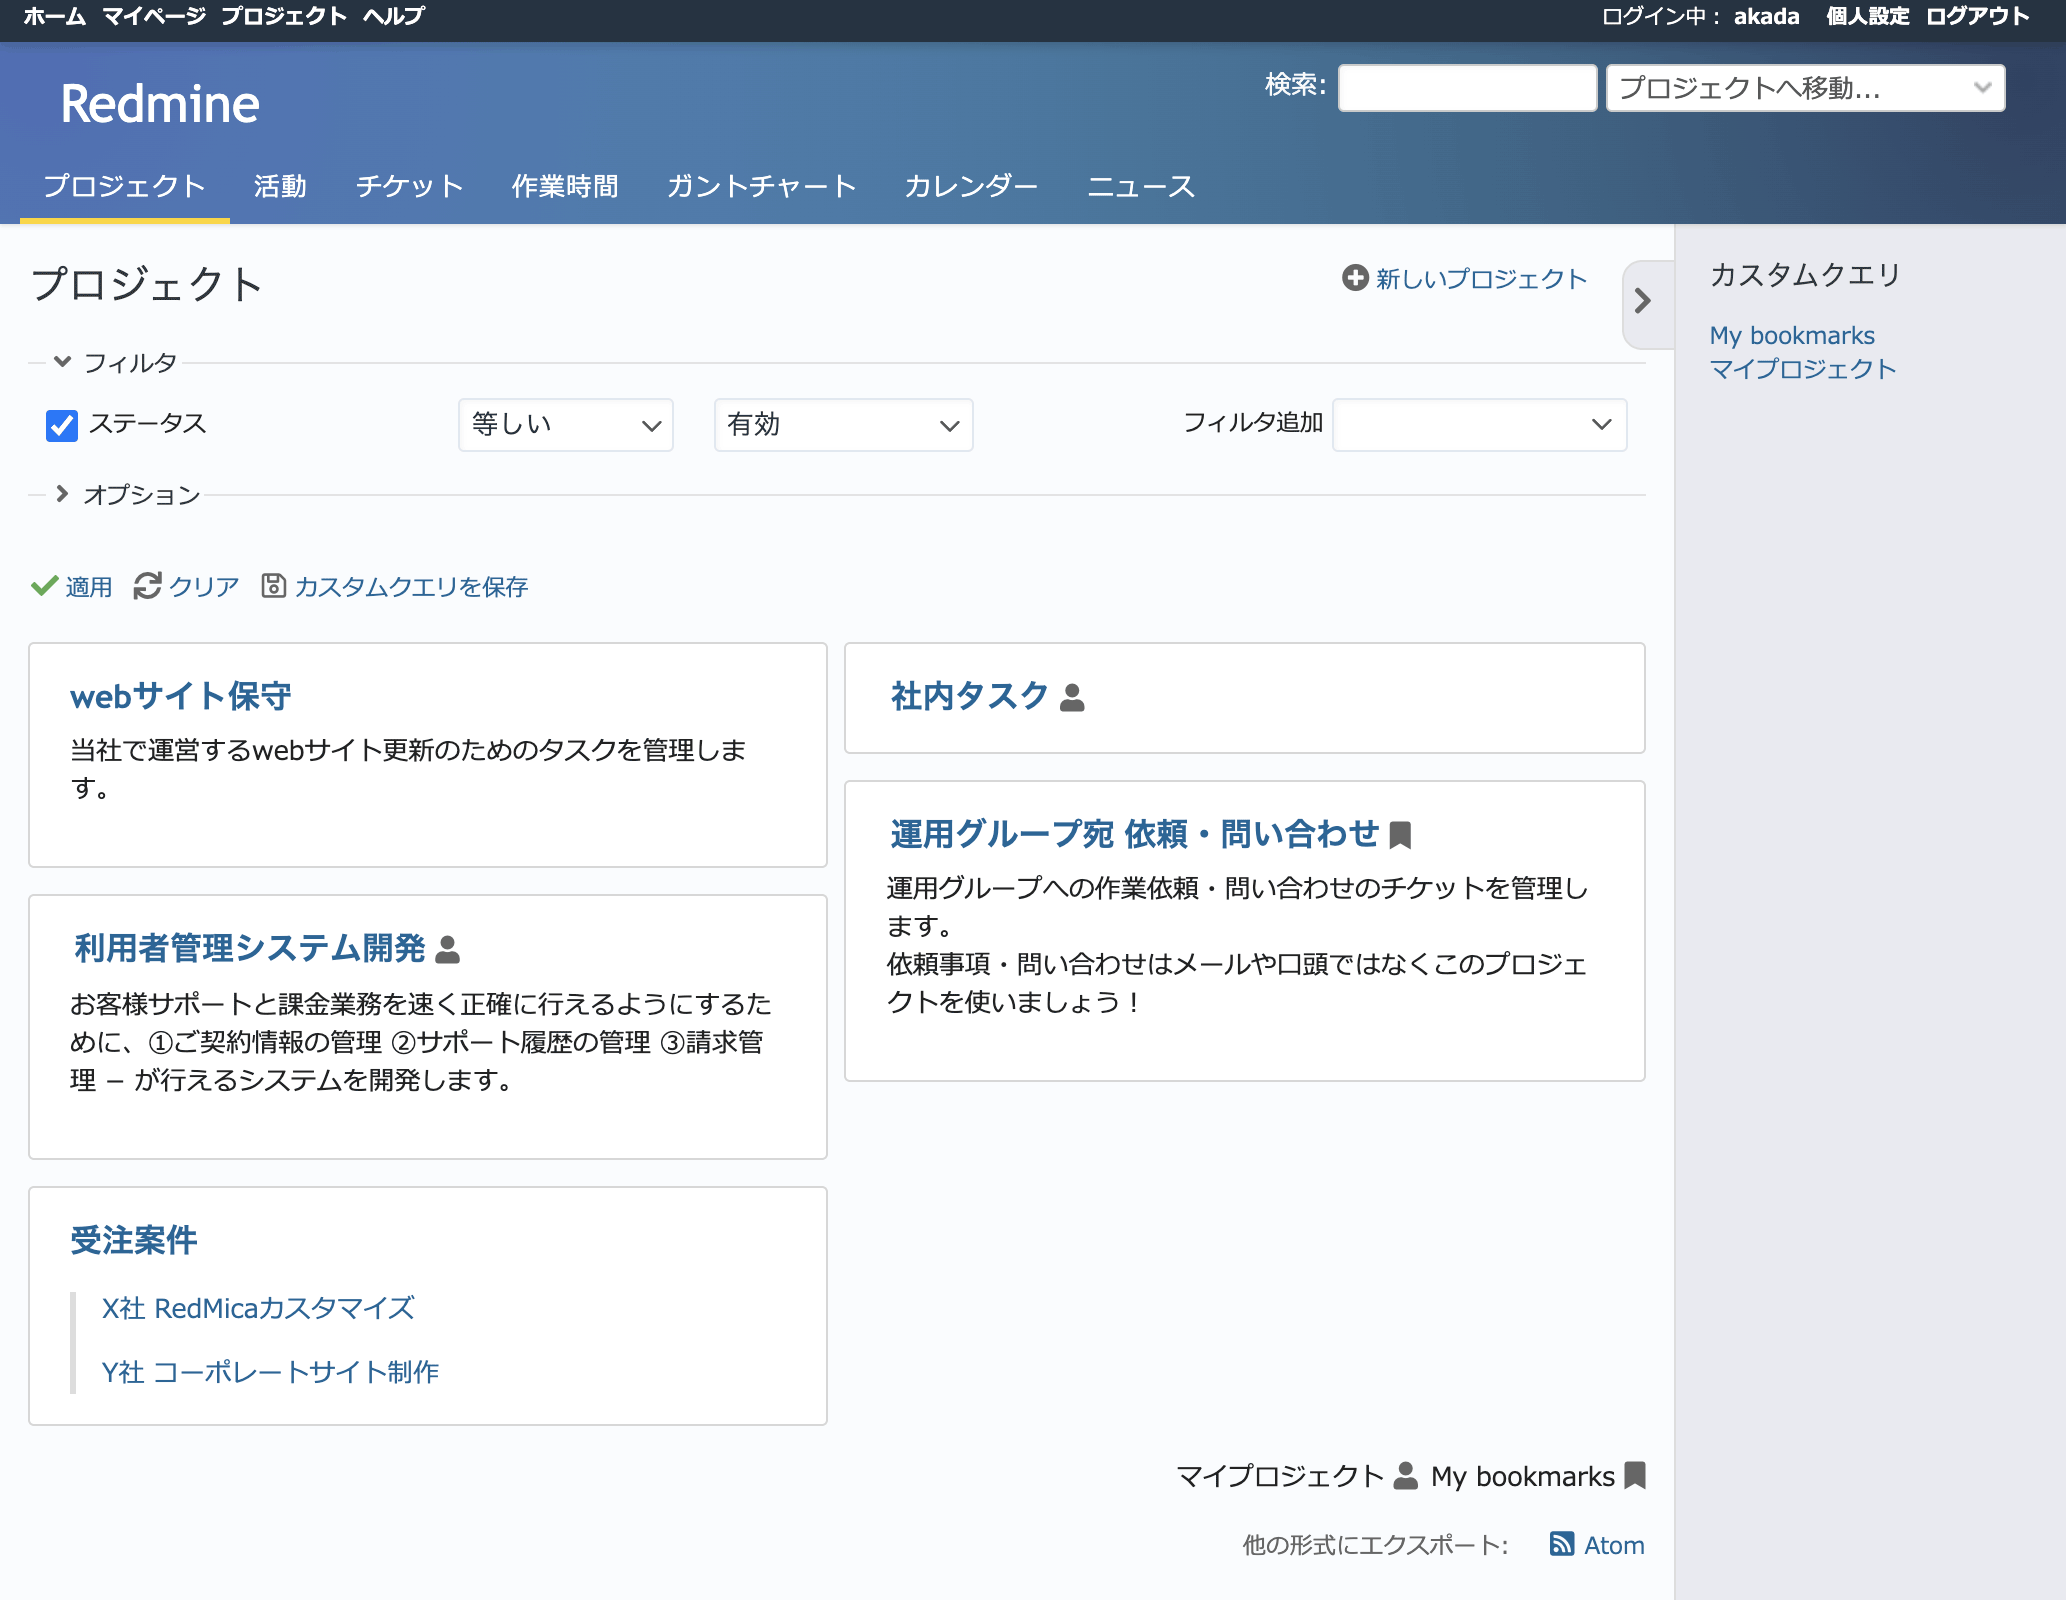 ホーム マイページ プロジェクト ヘルプ
ログイン中： akada 個人設定 ログアウト
Redmine
検索:
プロジェクトへ移動...
プロジェクト 活動 チケット 作業時間 ガントチャート カレンダー ニュース
プロジェクト
新しいプロジェクト
フィルタ
ステータス 等しい 有効 フィルタ追加
オプション
適用 クリア カスタムクエリを保存
webサイト保守
当社で運営するwebサイト更新のためのタスクを管理しま
す。
利用者管理システム開発
お客様サポートと課金業務を速く正確に行えるようにするた
めに、①ご契約情報の管理 ②サポート履歴の管理 ③請求管
理 – が行えるシステムを開発します。
受注案件
X社 RedMicaカスタマイズ
Y社 コーポレートサイト制作
社内タスク
運用グループ宛 依頼・問い合わせ
運用グループへの作業依頼・問い合わせのチケットを管理し
ます。
依頼事項・問い合わせはメールや口頭ではなくこのプロジェ
クトを使いましょう！
マイプロジェクト My bookmarks
他の形式にエクスポート: Atom
カスタムクエリ
My bookmarks
マイプロジェクト